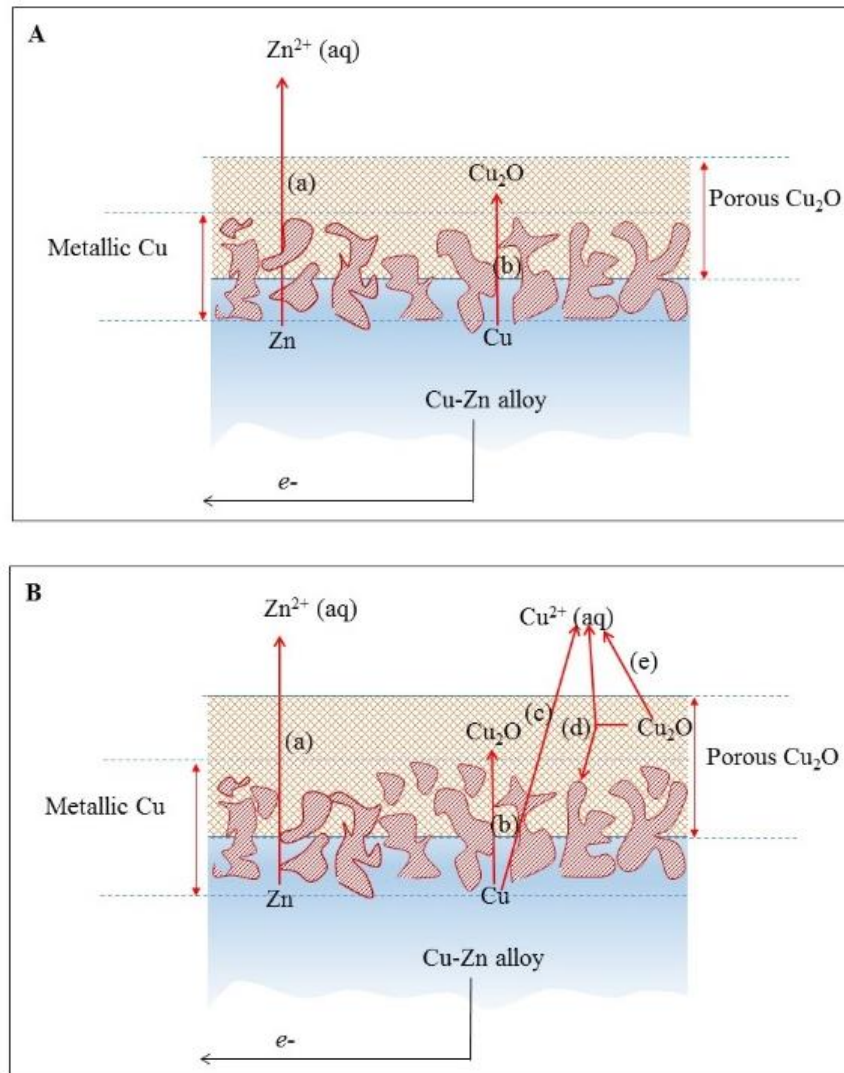 A
Zn²⁺ (aq)
(a)
Cu₂O
Porous Cu₂O
Metallic Cu
(b)
Zn
Cu
Cu-Zn alloy
e-
B
Zn²⁺ (aq)
Cu²⁺ (aq)
(e)
(c)
(a)
Cu₂O
(d)
Cu₂O
Porous Cu₂O
Metallic Cu
(b)
Zn
Cu
Cu-Zn alloy
e-